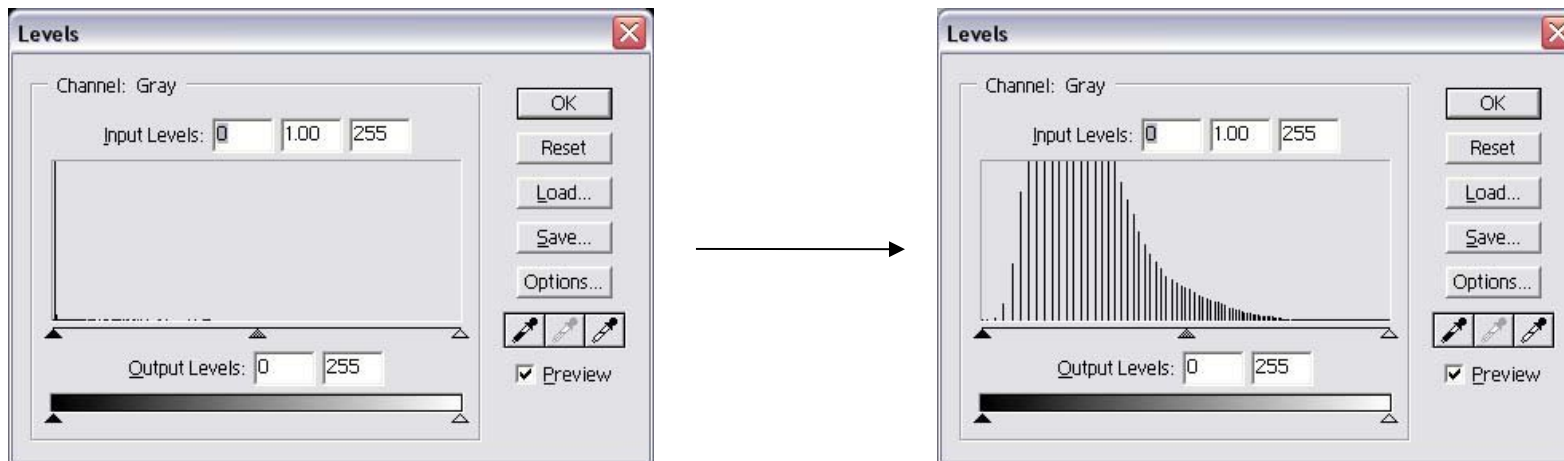 Levels
Channel: Gray
Input Levels: 0 1.00 255
OK
Reset
Load...
Save...
Options...
Output Levels: 0 255
Preview
Levels
Channel: Gray
Input Levels: 0 1.00 255
OK
Reset
Load...
Save...
Options...
Output Levels: 0 255
Preview